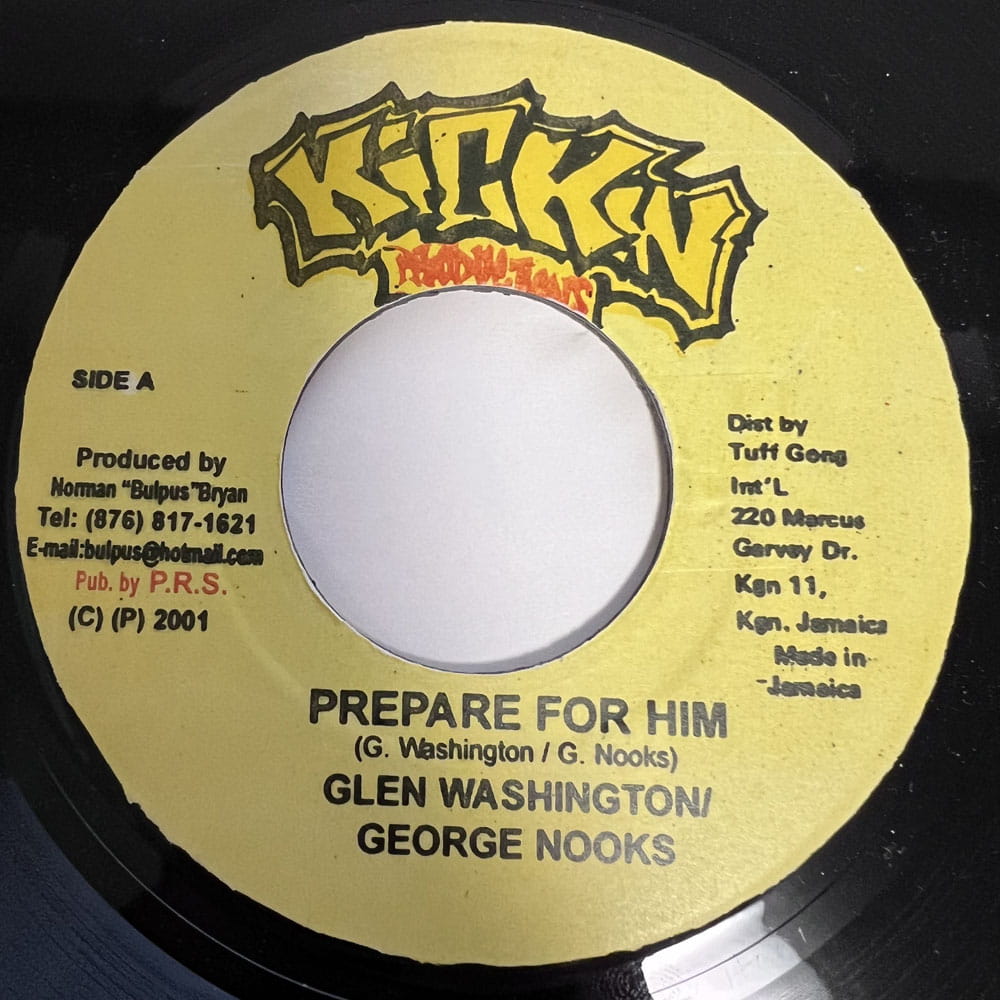 KiCKiN
PRODUCTIONS
SIDE A
Produced by
Norman "Bulpus"Bryan
Tel: (876) 817-1621
E-mail:bulpus@hotmail.com
Pub. by P.R.S.
(C) (P) 2001
Dist by
Tuff Gong
Int'L
220 Marcus
Garvey Dr.
Kgn 11,
Kgn. Jamaica
Made in
Jamaica
PREPARE FOR HIM
(G. Washington / G. Nooks)
GLEN WASHINGTON/
GEORGE NOOKS